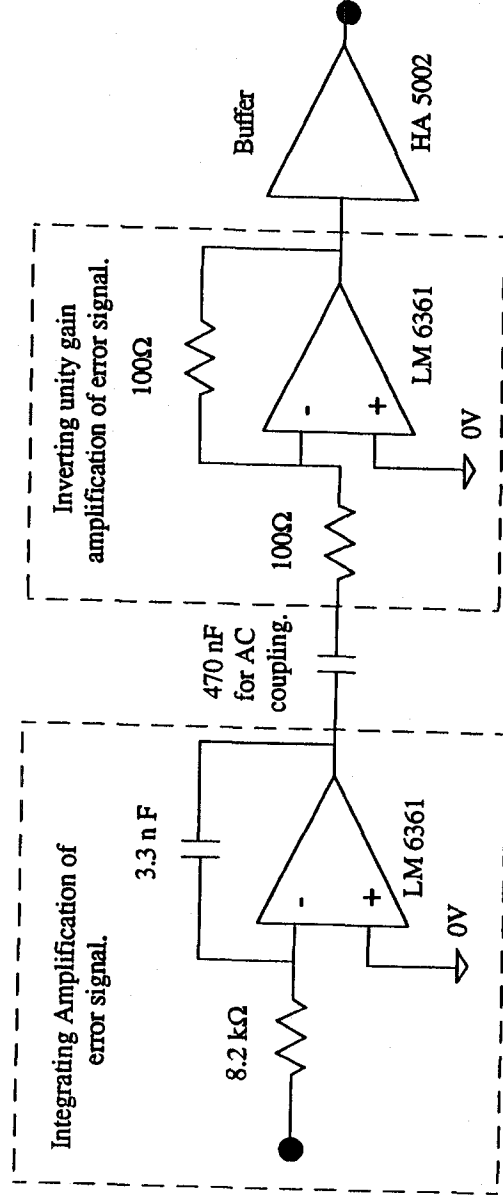 Integrating Amplification of
error signal.
8.2 kΩ
3.3 n F
-
+
LM 6361
0V
470 nF
for AC
coupling.
Inverting unity gain
amplification of error signal.
100Ω
100Ω
-
+
LM 6361
0V
Buffer
HA 5002